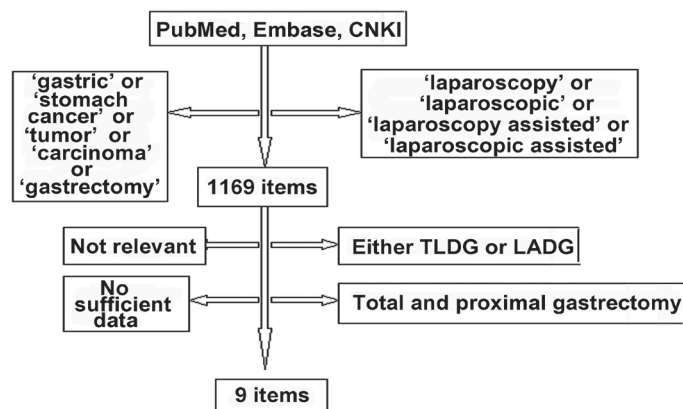 PubMed, Embase, CNKI
‘gastric’ or
‘stomach
cancer’ or
‘tumor’ or
‘carcinoma’
or
‘gastrectomy’
‘laparoscopy’ or
‘laparoscopic’ or
‘laparoscopy assisted’ or
‘laparoscopic assisted’
1169 items
Not relevant
Either TLDG or LADG
No
sufficient
data
Total and proximal gastrectomy
9 items